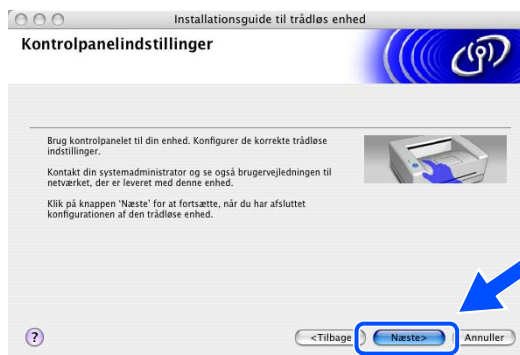 Installationsguide til trådløs enhed
Kontrolpanelindstillinger
Brug kontrolpanelet til din enhed. Konfigurer de korrekte trådløse
indstillinger.
Kontakt din systemadministrator og se også brugervejledningen til
netværket, der er leveret med denne enhed.
Klik på knappen 'Næste' for at fortsætte, når du har afsluttet
konfigurationen af den trådløse enhed.
?
<Tilbage
Næste>
Annuller